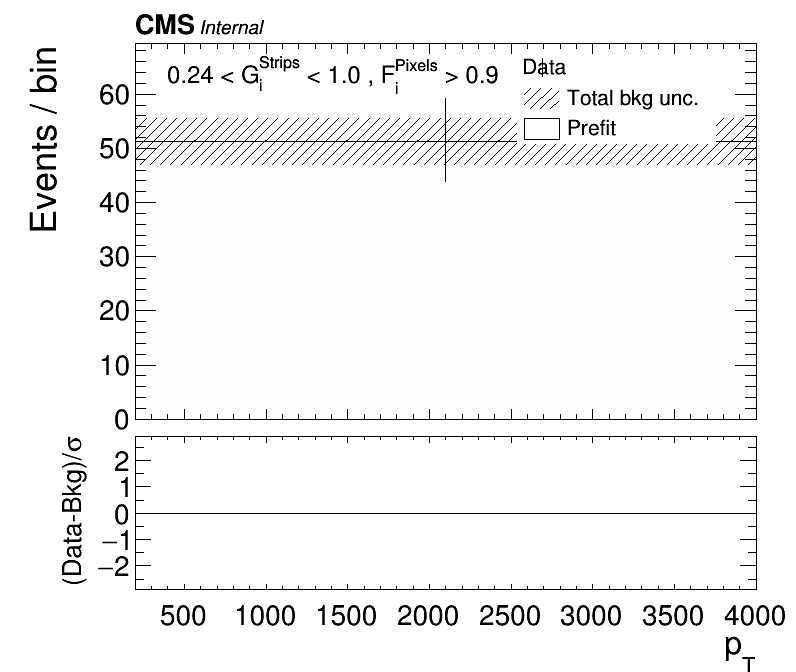 CMS Internal
0.24 < G_i^Strips < 1.0 , F_i^Pixels > 0.9
Data
Total bkg unc.
Prefit
Events / bin
60
50
40
30
20
10
0
(Data-Bkg)/σ
2
1
0
−1
−2
500 1000 1500 2000 2500 3000 3500 4000
p_T